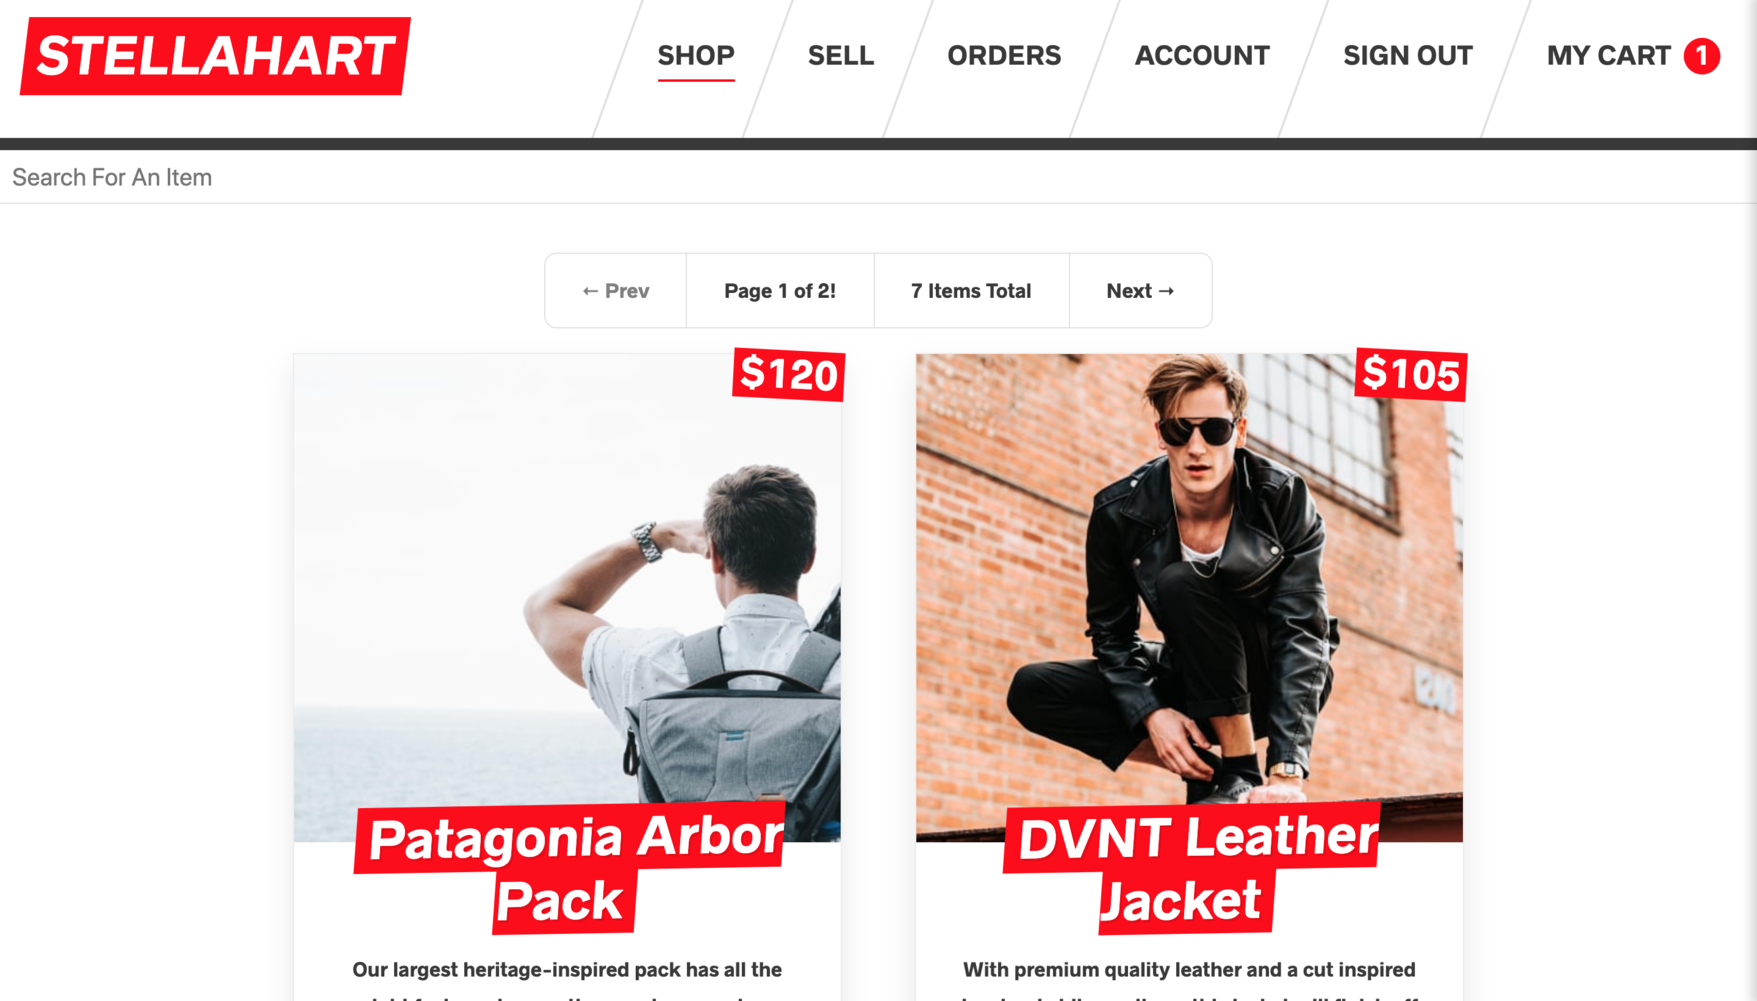 STELLAHART
SHOP
SELL
ORDERS
ACCOUNT
SIGN OUT
MY CART 1
Search For An Item
← Prev
Page 1 of 2!
7 Items Total
Next →
$120
Patagonia Arbor
Pack
Our largest heritage-inspired pack has all the
$105
DVNT Leather
Jacket
With premium quality leather and a cut inspired